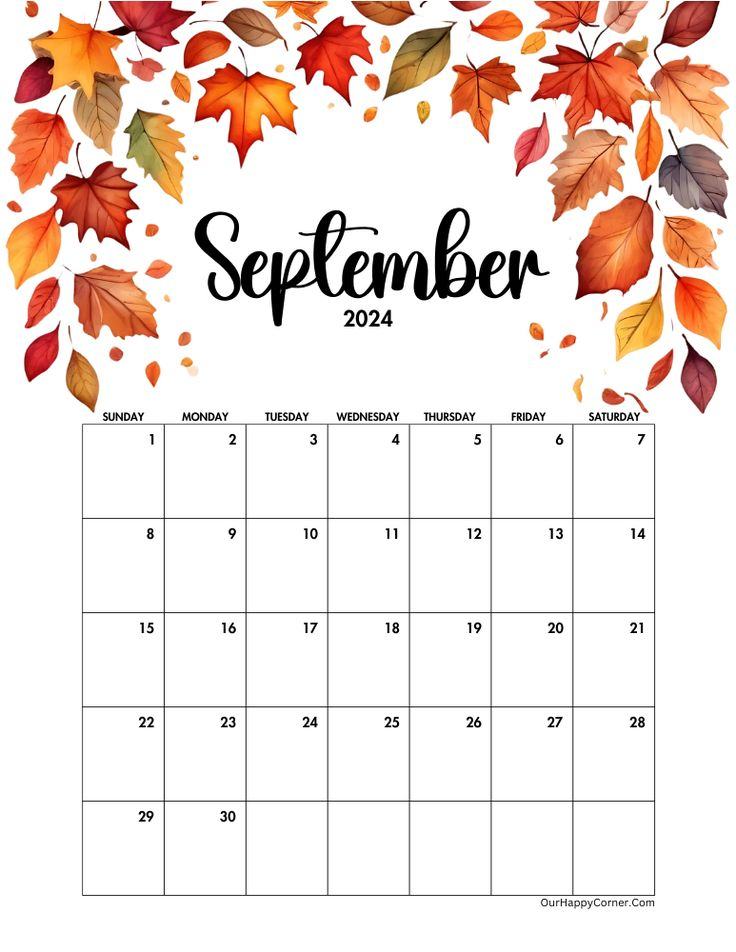 September
2024
SUNDAY MONDAY TUESDAY WEDNESDAY THURSDAY FRIDAY SATURDAY
1 2 3 4 5 6 7
8 9 10 11 12 13 14
15 16 17 18 19 20 21
22 23 24 25 26 27 28
29 30
OurHappyCorner.Com